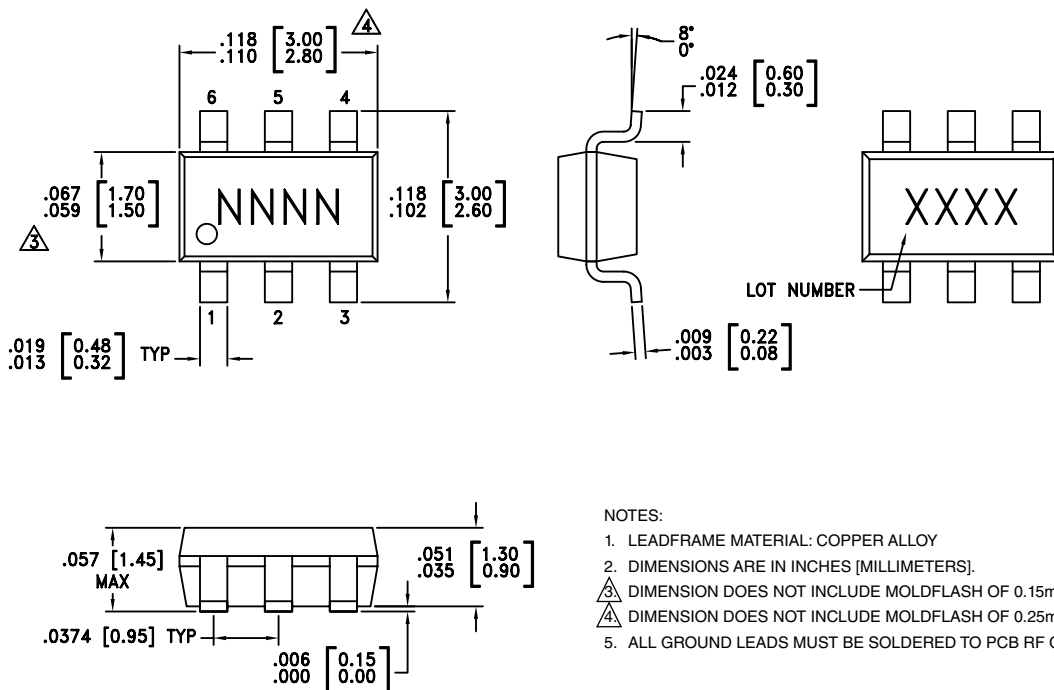 .118 [3.00]
.110 [2.80]
4
6 5 4
.067 [1.70]
.059 [1.50]
3
NNNN
.118 [3.00]
.102 [2.60]
1 2 3
.019 [0.48]
.013 [0.32] TYP
8°
0°
.024 [0.60]
.012 [0.30]
.009 [0.22]
.003 [0.08]
XXXX
LOT NUMBER
.057 [1.45]
MAX
.051 [1.30]
.035 [0.90]
.0374 [0.95] TYP
.006 [0.15]
.000 [0.00]
NOTES:
1. LEADFRAME MATERIAL: COPPER ALLOY
2. DIMENSIONS ARE IN INCHES [MILLIMETERS].
3 DIMENSION DOES NOT INCLUDE MOLDFLASH OF 0.15m
4 DIMENSION DOES NOT INCLUDE MOLDFLASH OF 0.25m
5. ALL GROUND LEADS MUST BE SOLDERED TO PCB RF